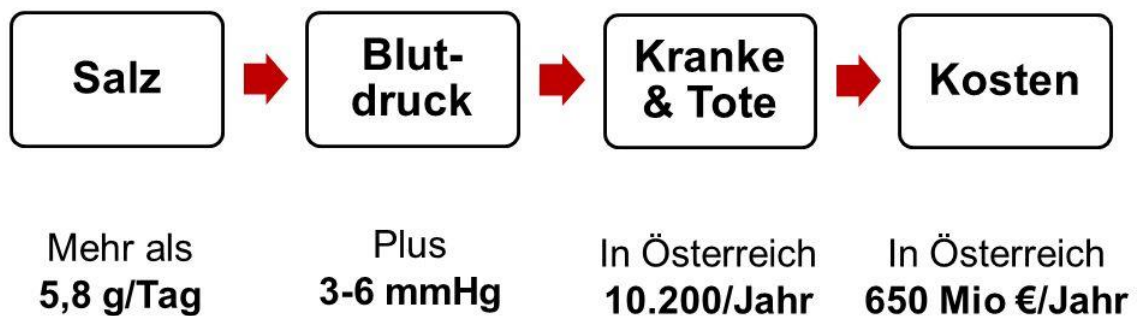 Salz
Blut-
druck
Kranke
& Tote
Kosten
Mehr als
5,8 g/Tag
Plus
3-6 mmHg
In Österreich
10.200/Jahr
In Österreich
650 Mio €/Jahr